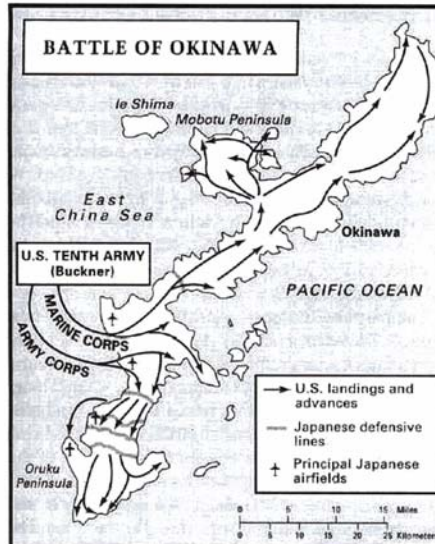 BATTLE OF OKINAWA
Ie Shima
Mobotu Peninsula
East
China Sea
Okinawa
U.S. TENTH ARMY
(Buckner)
PACIFIC OCEAN
MARINE CORPS
ARMY CORPS
U.S. landings and
advances
Japanese defensive
lines
Principal Japanese
airfields
Oruku
Peninsula
0 5 10 15 Miles
0 5 10 15 20 25 Kilometers